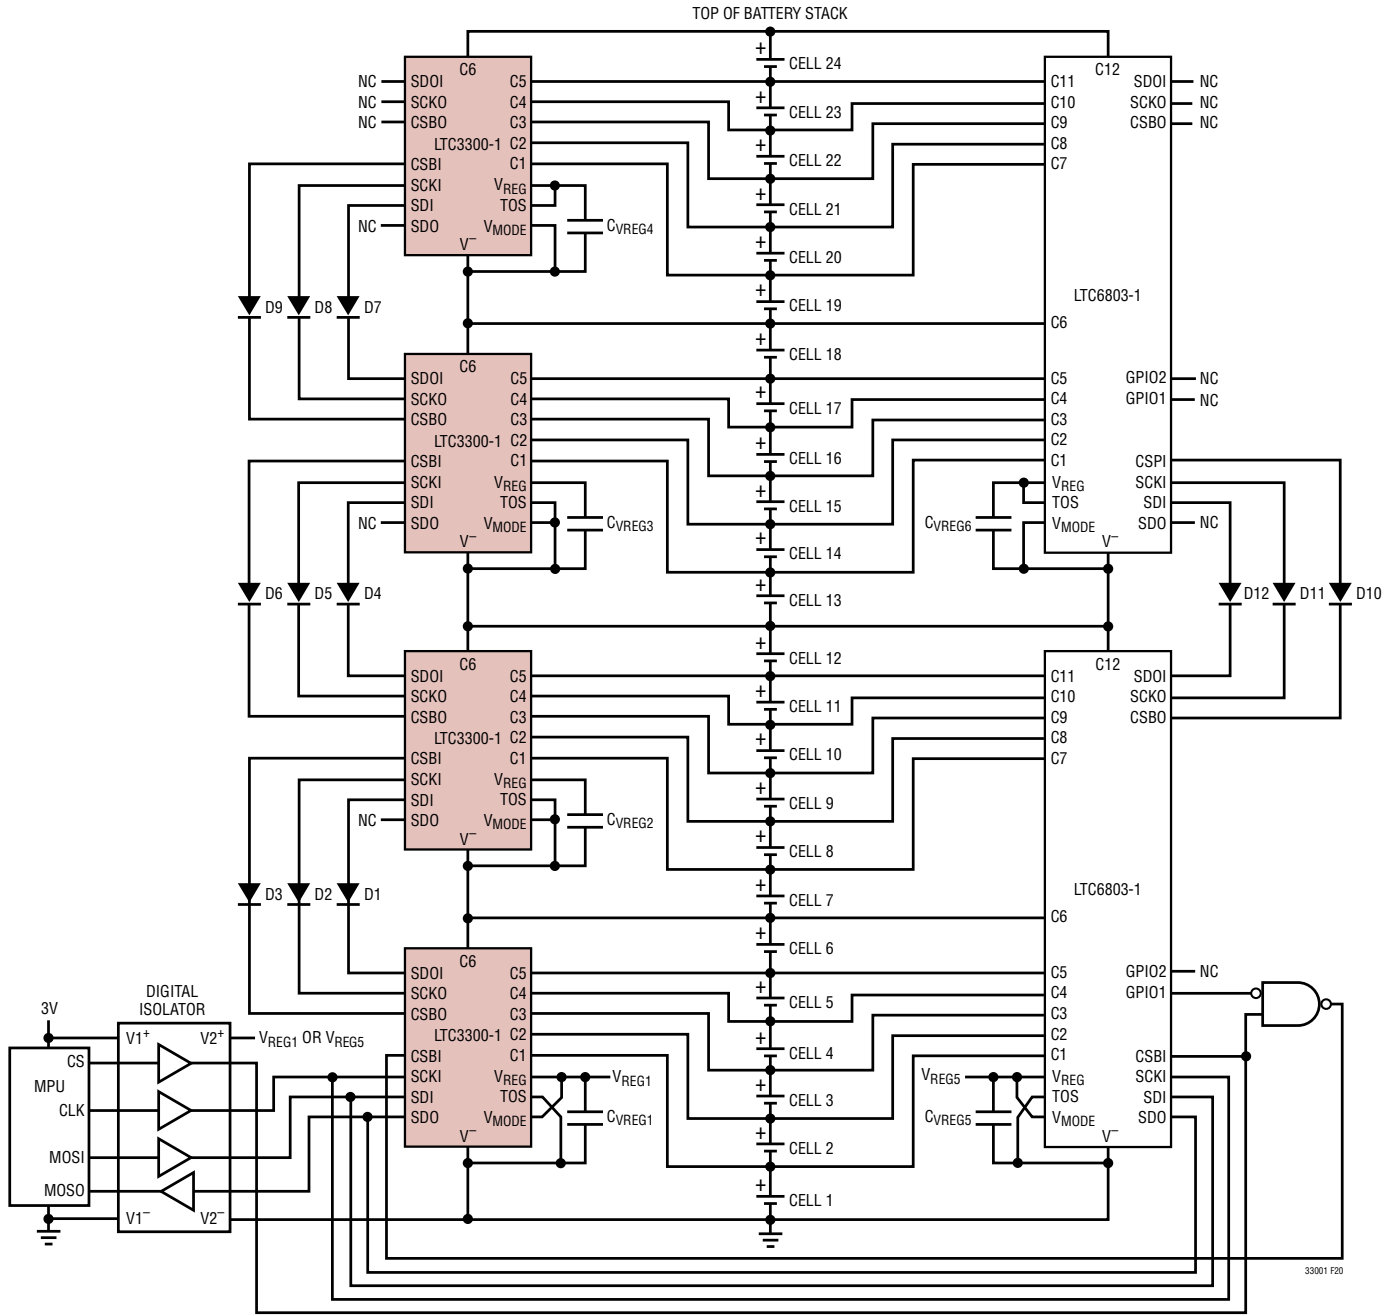 TOP OF BATTERY STACK
C6
NC SDOI
NC SCKO
NC CSBO
LTC3300-1
CSBI
SCKI
SDI
NC SDO
C5
C4
C3
C2
C1
VREG
TOS
VMODE
V−
CVREG4
CELL 24
CELL 23
CELL 22
CELL 21
CELL 20
CELL 19
C12
C11
C10
C9
C8
C7
SDOI NC
SCKO NC
CSBO NC
LTC6803-1
C6
D9 D8 D7
C6
SDOI
SCKO
CSBO
LTC3300-1
CSBI
SCKI
SDI
NC SDO
C5
C4
C3
C2
C1
VREG
TOS
VMODE
V−
CVREG3
CELL 18
CELL 17
CELL 16
CELL 15
CELL 14
CELL 13
C5
C4
C3
C2
C1
CVREG6
VREG
TOS
VMODE
V−
GPIO2 NC
GPIO1 NC
CSPI
SCKI
SDI
SDO NC
D6 D5 D4
D12 D11 D10
C6
SDOI
SCKO
CSBO
LTC3300-1
CSBI
SCKI
SDI
NC SDO
C5
C4
C3
C2
C1
VREG
TOS
VMODE
V−
CVREG2
CELL 12
CELL 11
CELL 10
CELL 9
CELL 8
CELL 7
C12
C11
C10
C9
C8
C7
SDOI
SCKO
CSBO
LTC6803-1
C6
D3 D2 D1
C6
SDOI
SCKO
CSBO
LTC3300-1
CSBI
SCKI
SDI
SDO
C5
C4
C3
C2
C1
VREG
TOS
VMODE
V−
VREG1
CVREG1
CELL 6
CELL 5
CELL 4
CELL 3
CELL 2
CELL 1
C5
C4
C3
C2
C1
VREG5
CVREG5
VREG
TOS
VMODE
V−
GPIO2 NC
GPIO1
CSBI
SCKI
SDI
SDO
3V
DIGITAL
ISOLATOR
V1+ V2+ VREG1 OR VREG5
CS
MPU
CLK
MOSI
MOSO
V1− V2−
33001 F20